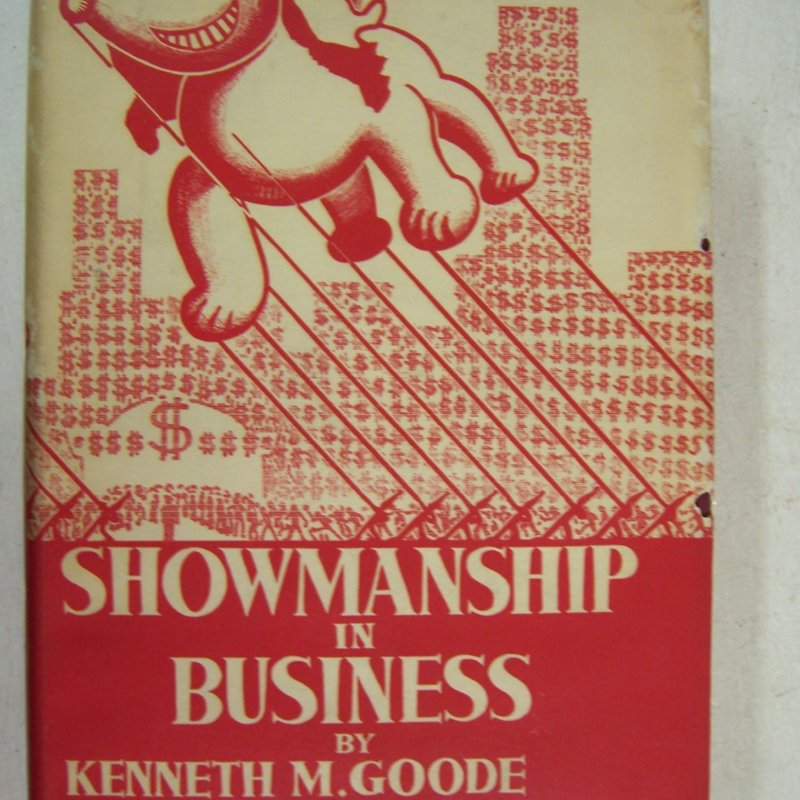 $
SHOWMANSHIP
IN
BUSINESS
BY
KENNETH M. GOODE